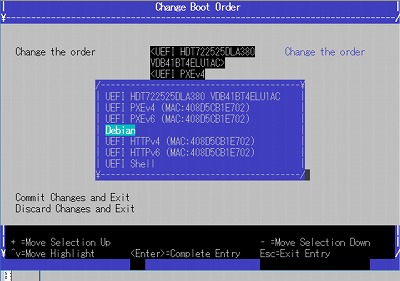 Change Boot Order
Change the order
<UEFI HDT722525DLA380
VDB41BT4ELU1AC>
<UEFI PXEv4
Change the order
UEFI HDT722525DLA380 VDB41BT4ELU1AC
UEFI PXEv4 (MAC:408D5CB1E702)
UEFI PXEv6 (MAC:408D5CB1E702)
Debian
UEFI HTTPv4 (MAC:408D5CB1E702)
UEFI HTTPv6 (MAC:408D5CB1E702)
UEFI Shell
Commit Changes and Exit
Discard Changes and Exit
+ =Move Selection Up
- =Move Selection Down
^v=Move Highlight
<Enter>=Complete Entry
Esc=Exit Entry